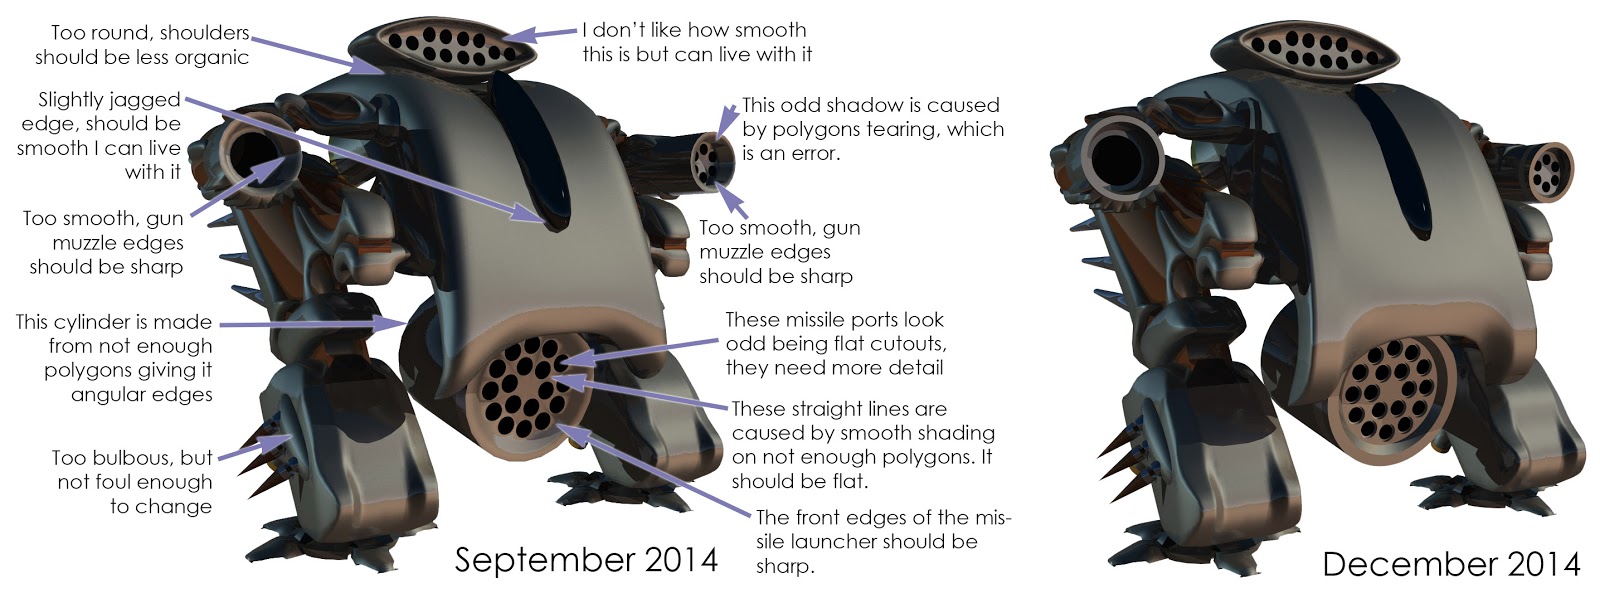 Too round, shoulders
should be less organic
Slightly jagged
edge, should be
smooth I can live
with it
Too smooth, gun
muzzle edges
should be sharp
This cylinder is made
from not enough
polygons giving it
angular edges
Too bulbous, but
not foul enough
to change
I don't like how smooth
this is but can live with it
This odd shadow is caused
by polygons tearing, which
is an error.
Too smooth, gun
muzzle edges
should be sharp
These missile ports look
odd being flat cutouts,
they need more detail
These straight lines are
caused by smooth shading
on not enough polygons. It
should be flat.
The front edges of the mis-
sile launcher should be
sharp.
September 2014
December 2014